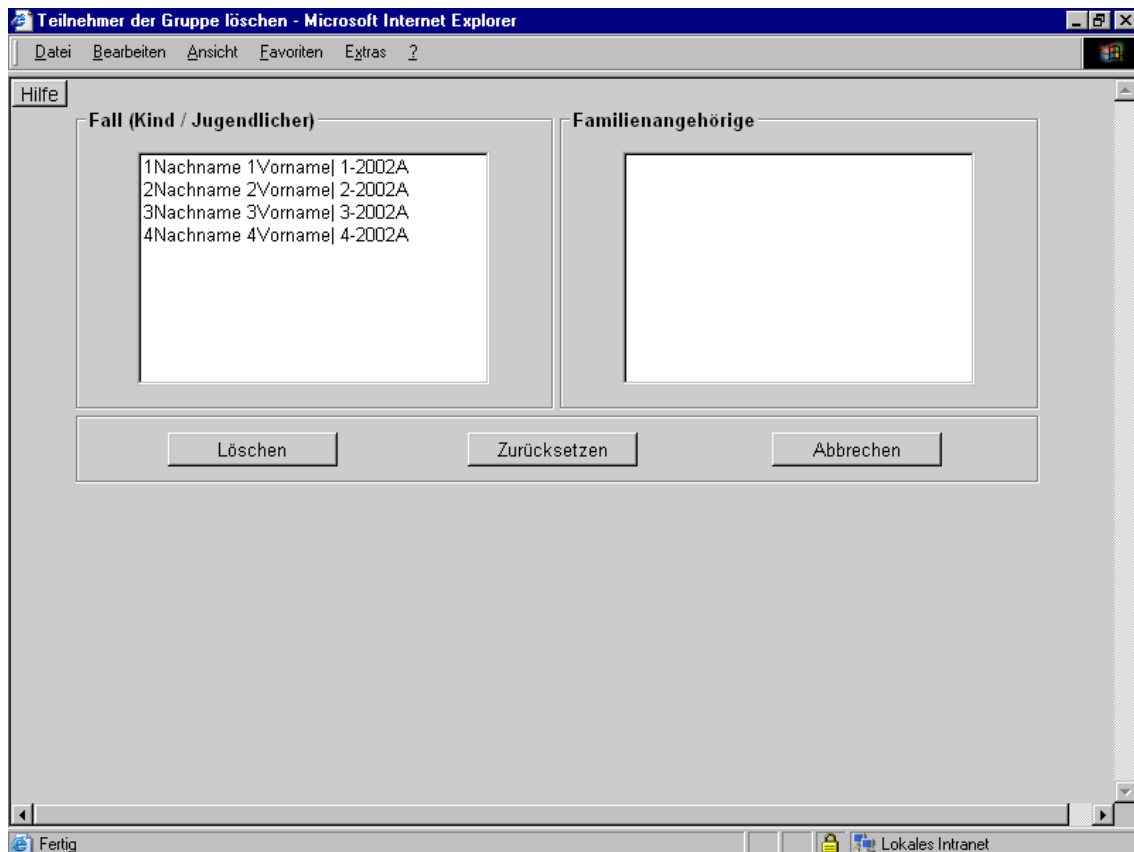 Teilnehmer der Gruppe löschen - Microsoft Internet Explorer
Datei Bearbeiten Ansicht Favoriten Extras ?
Hilfe
Fall (Kind / Jugendlicher)
1Nachname 1Vorname| 1-2002A
2Nachname 2Vorname| 2-2002A
3Nachname 3Vorname| 3-2002A
4Nachname 4Vorname| 4-2002A
Familienangehörige
Löschen Zurücksetzen Abbrechen
Fertig Lokales Intranet